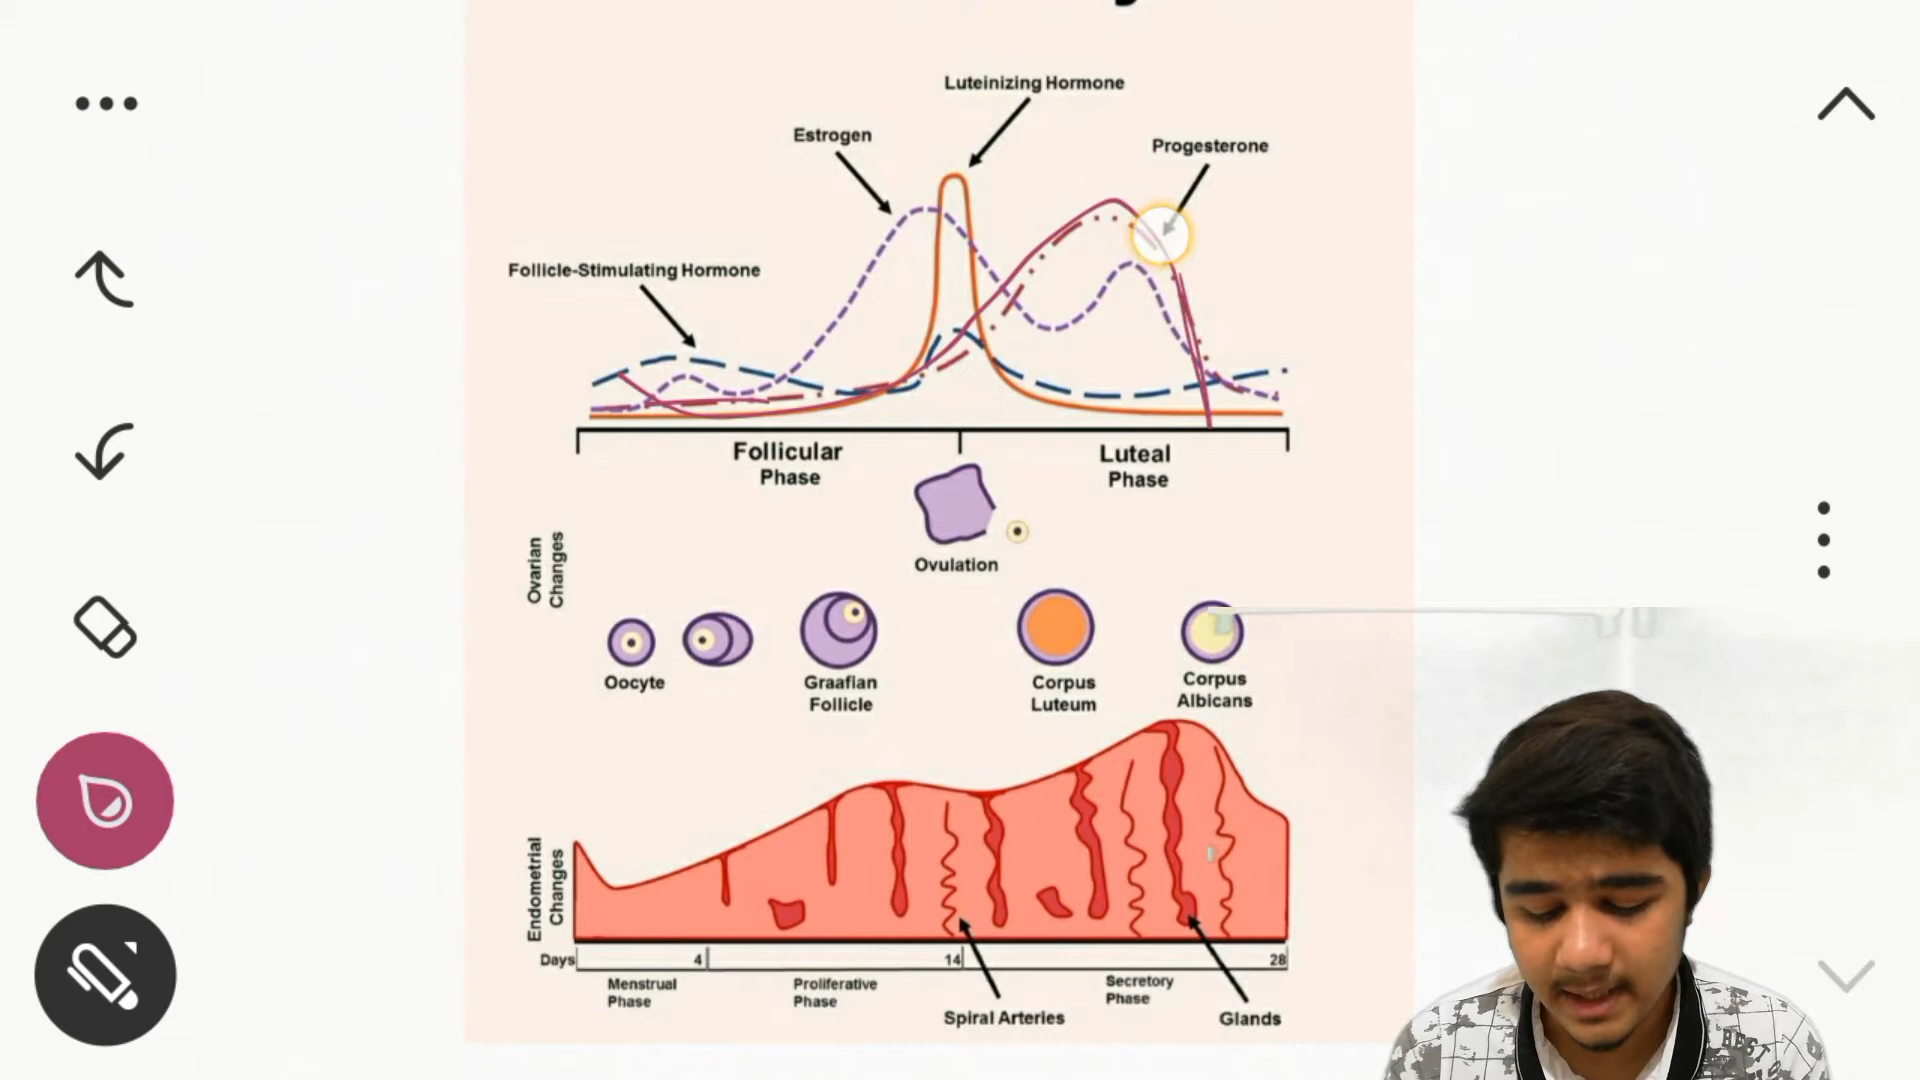 Luteinizing Hormone
Estrogen
Progesterone
Follicle-Stimulating Hormone
Follicular
Phase
Luteal
Phase
Ovarian
Changes
Ovulation
Oocyte
Graafian
Follicle
Corpus
Luteum
Corpus
Albicans
Endometrial
Changes
Days
4
14
28
Menstrual
Phase
Proliferative
Phase
Secretory
Phase
Spiral Arteries
Glands